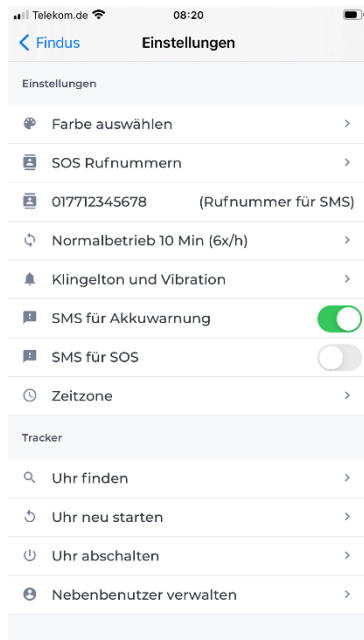 Telekom.de 08:20
Findus Einstellungen
Einstellungen
Farbe auswählen
SOS Rufnummern
017712345678 (Rufnummer für SMS)
Normalbetrieb 10 Min (6x/h)
Klingelton und Vibration
SMS für Akkuwarnung
SMS für SOS
Zeitzone
Tracker
Uhr finden
Uhr neu starten
Uhr abschalten
Nebenbenutzer verwalten